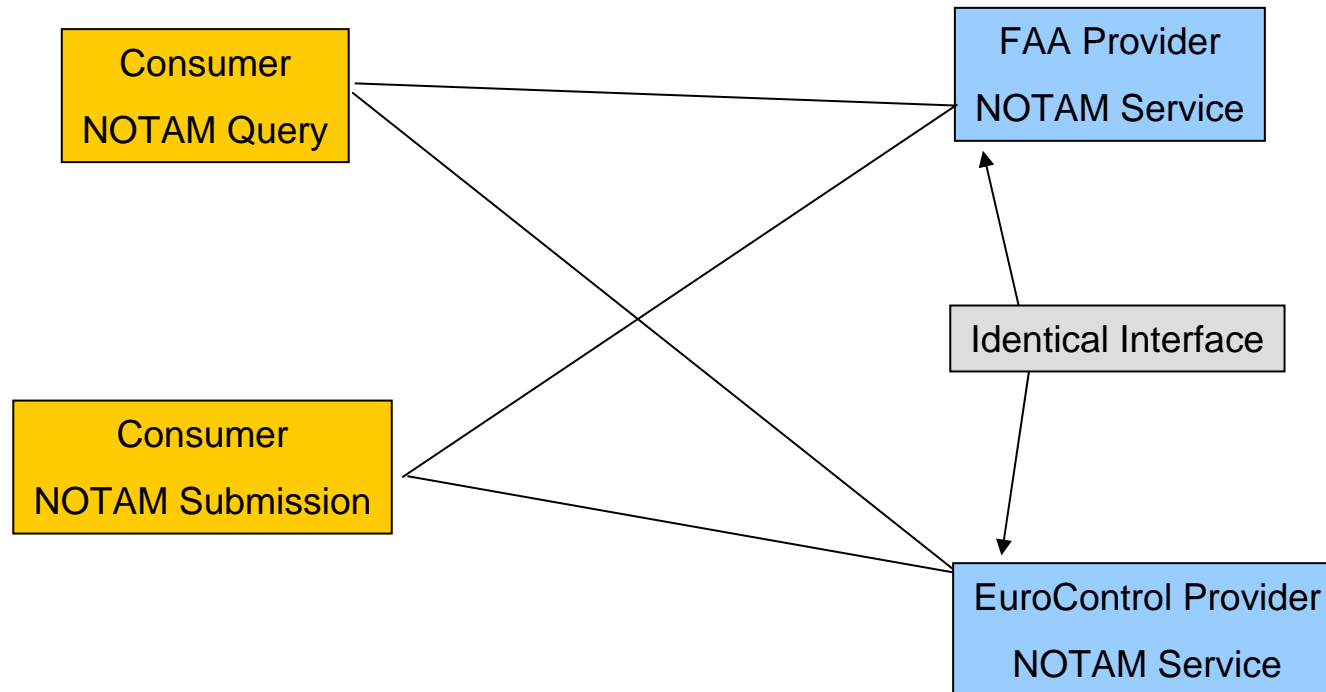 Consumer
NOTAM Query
FAA Provider
NOTAM Service
Identical Interface
Consumer
NOTAM Submission
EuroControl Provider
NOTAM Service